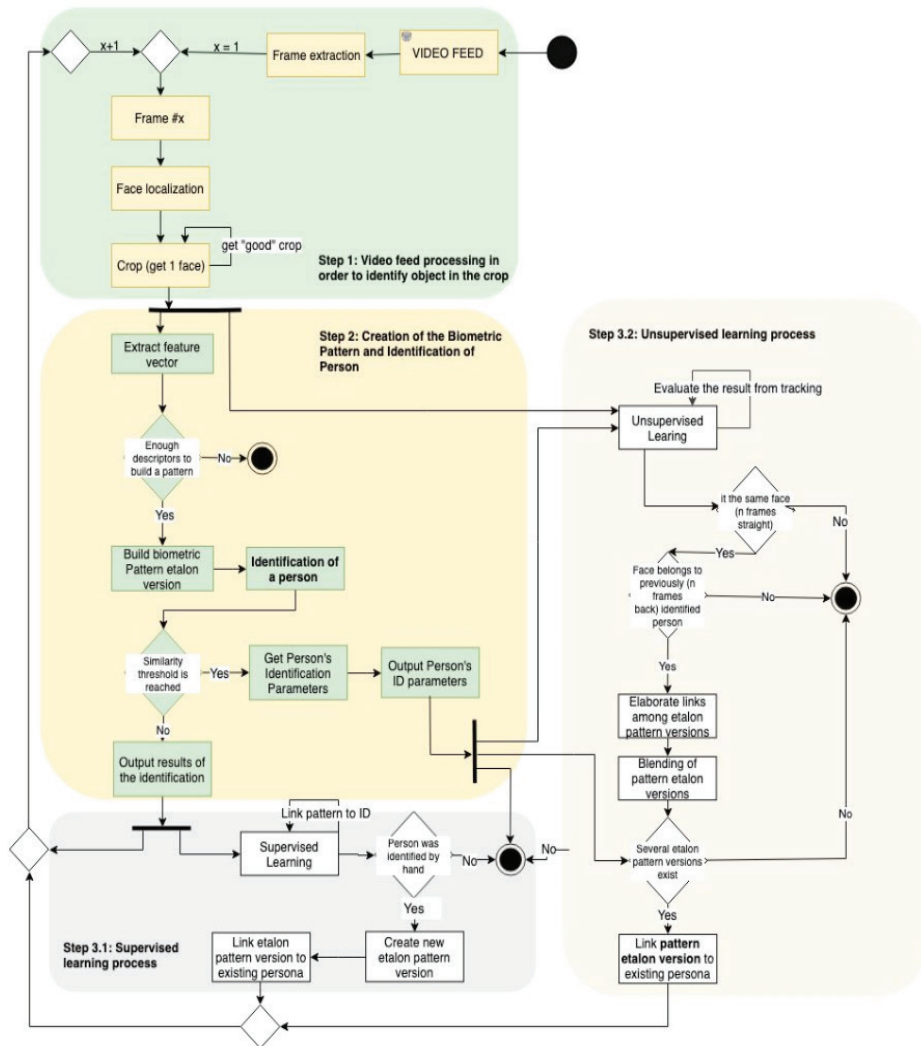 x+1
x = 1
Frame extraction
VIDEO FEED
Frame #x
Face localization
get "good" crop
Crop (get 1 face)
Step 1: Video feed processing in
order to identify object in the crop
Step 2: Creation of the Biometric
Pattern and Identification of
Person
Extract feature
vector
Enough
descriptors to
build a pattern
No
Yes
Build biometric
Pattern etalon
version
Identification of
a person
Similarity
threshold is
reached
Yes
Get Person's
Identification
Parameters
Output Person's
ID parameters
No
Output results of
the identification
Step 3.2: Unsupervised learning process
Evaluate the result from tracking
Unsupervised
Learing
it the same face
(n frames
straight)
No
Yes
Face belongs to
previously (n
frames
back) identified
person
No
Yes
Elaborate links
among etalon
pattern versions
Blending of
pattern etalon
versions
No
Several etalon
pattern versions
exist
Yes
Link pattern
etalon version to
existing persona
Link pattern to ID
Supervised
Learning
Person was
identified by
hand
No
No
Yes
Step 3.1: Supervised
learning process
Link etalon
pattern version to
existing persona
Create new
etalon pattern
version